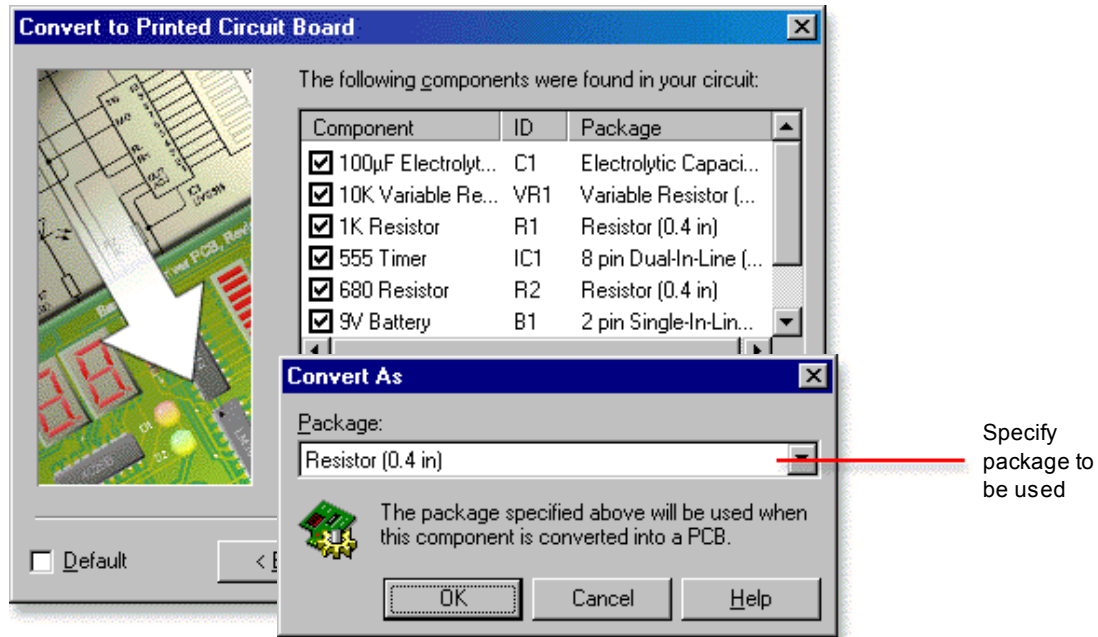 Convert to Printed Circuit Board
The following components were found in your circuit:
Component ID Package
100µF Electrolyt... C1 Electrolytic Capaci...
10K Variable Re... VR1 Variable Resistor (...
1K Resistor R1 Resistor (0.4 in)
555 Timer IC1 8 pin Dual-In-Line (...
680 Resistor R2 Resistor (0.4 in)
9V Battery B1 2 pin Single-In-Lin...
Default
<
Convert As
Package:
Resistor (0.4 in)
The package specified above will be used when
this component is converted into a PCB.
OK Cancel Help
Specify
package to
be used